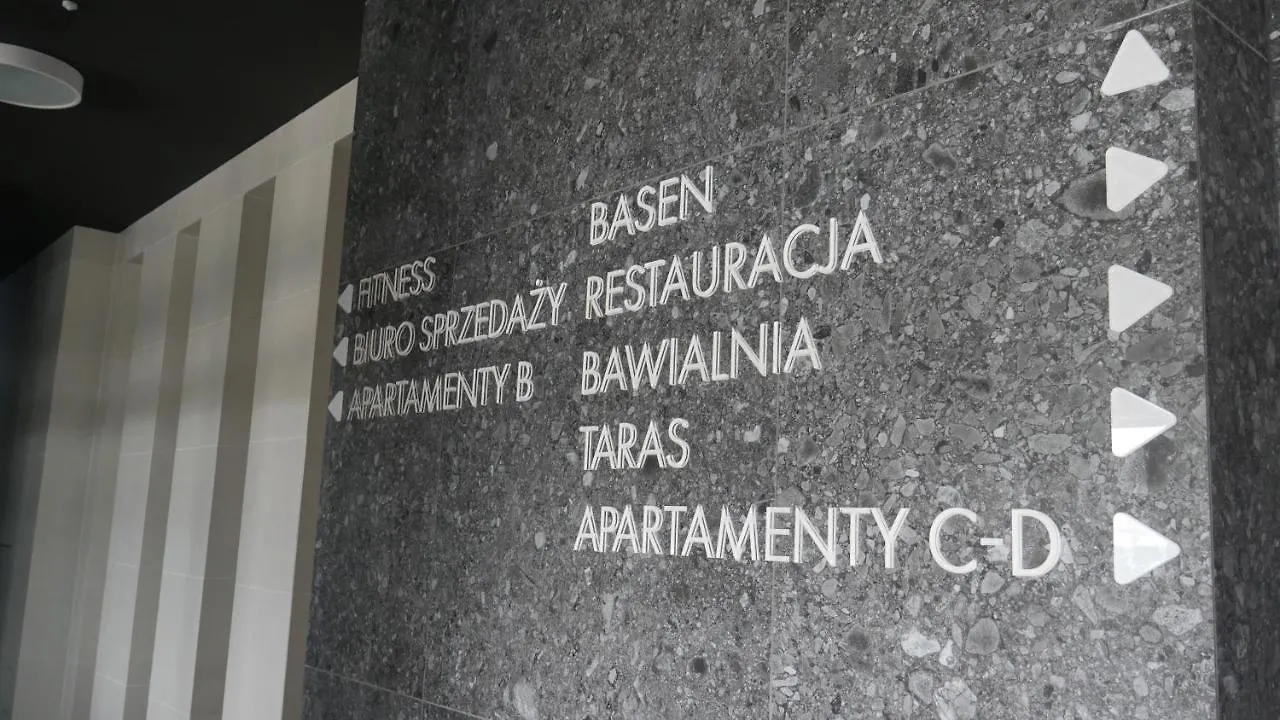 FITNESS
BIURO SPRZEDAŻY
APARTAMENTY B
BASEN
RESTAURACJA
BAWIALNIA
TARAS
APARTAMENTY C-D